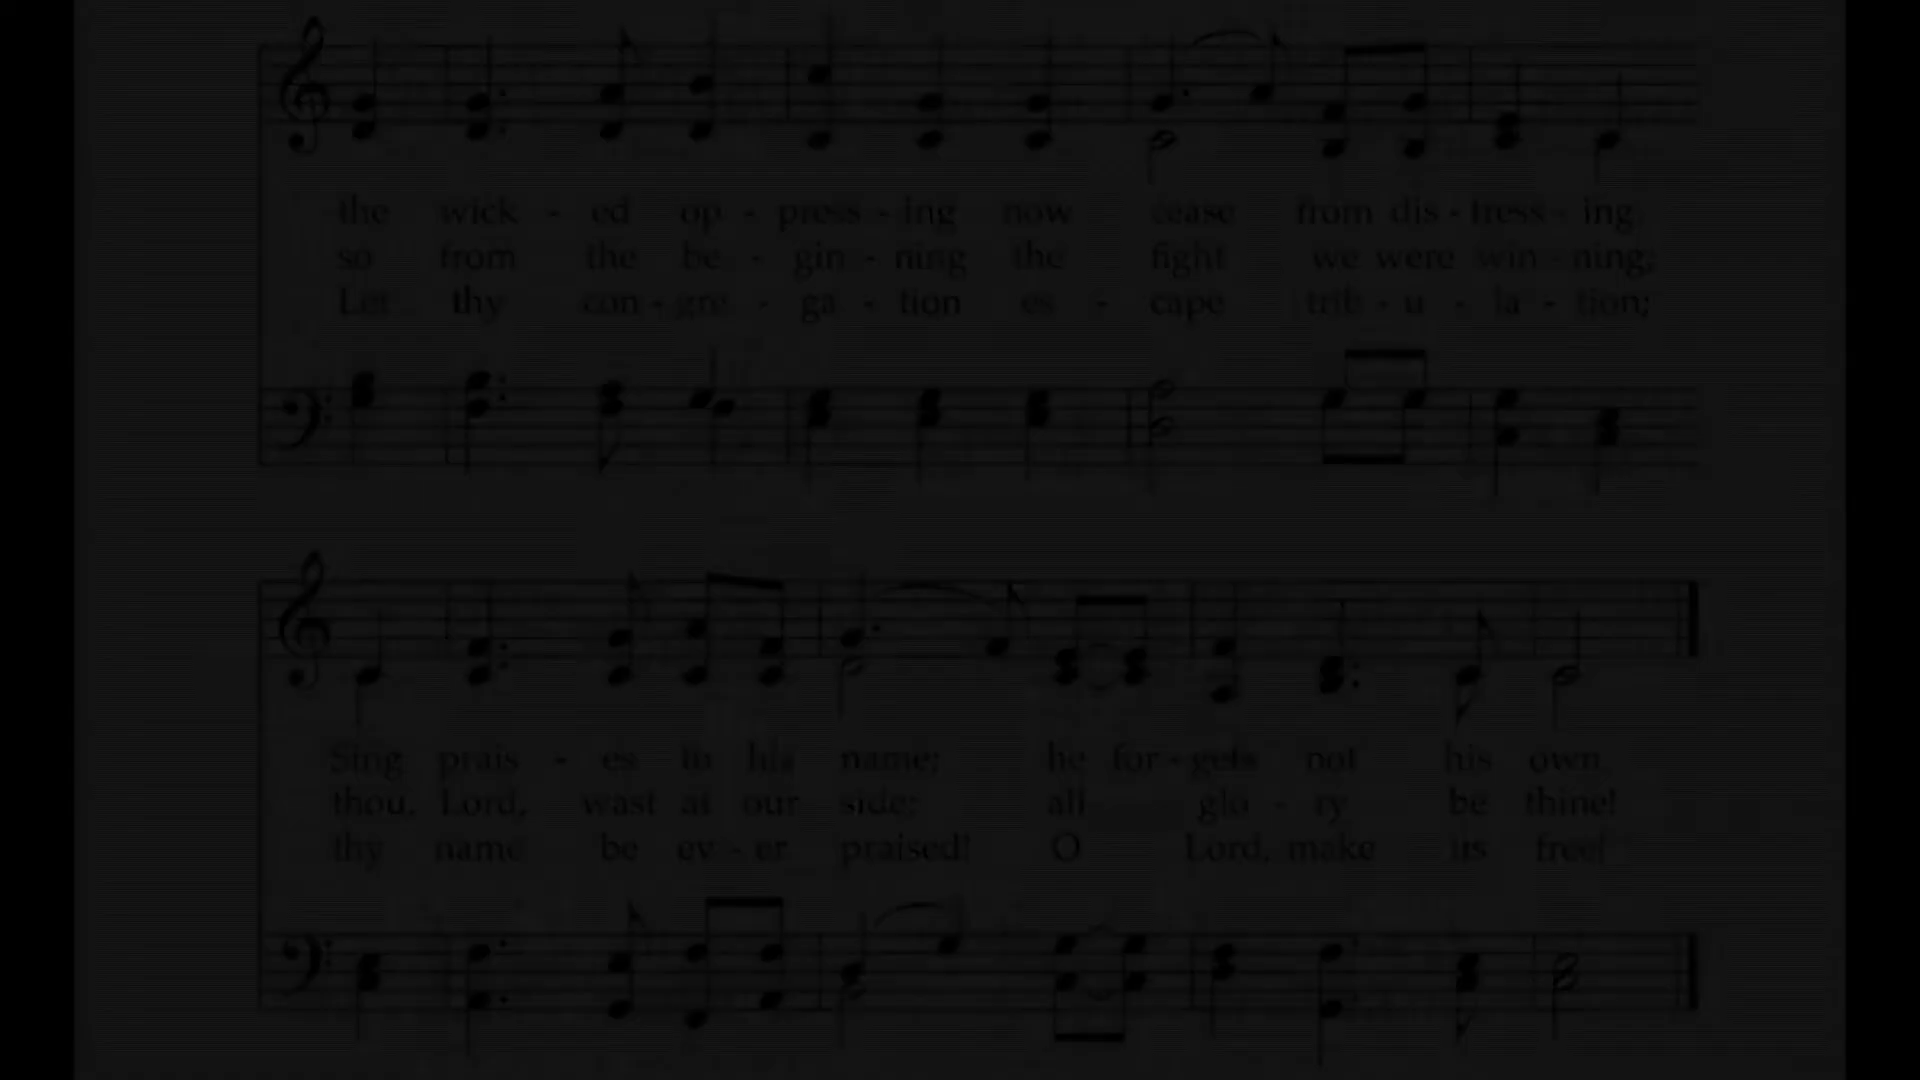 the wick - ed op - press - ing now cease from dis - tress - ing.
so from the be - gin - ning the fight we were win - ning;
Let thy con - gre - ga - tion es - cape trib - u - la - tion;
Sing prais - es to his name; he for - gets not his own.
thou, Lord, wast at our side; all glo - ry be thine!
thy name be ev - er praised! O Lord, make us free!